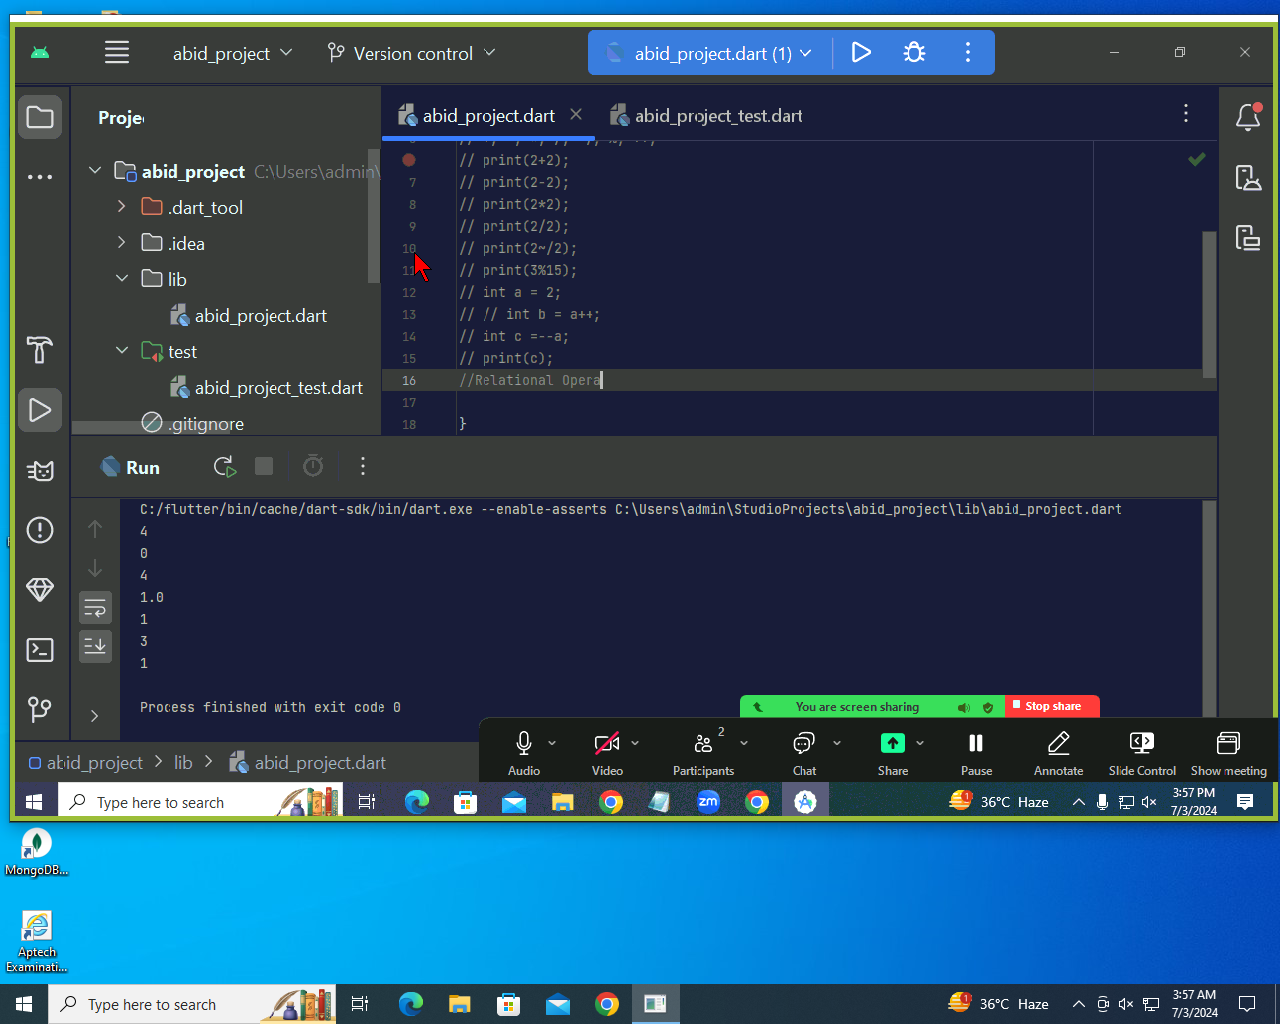 abid_project
Version control
abid_project.dart (1)
Proje
abid_project.dart
abid_project_test.dart
abid_project C:\Users\admin\
.dart_tool
.idea
lib
abid_project.dart
test
abid_project_test.dart
.gitignore
// print(2+2);
7 // print(2-2);
8 // print(2*2);
9 // print(2/2);
10 // print(2~/2);
11 // print(3%15);
12 // int a = 2;
13 // // int b = a++;
14 // int c =--a;
15 // print(c);
16 //Relational Opera
17
18 }
Run
C:/flutter/bin/cache/dart-sdk/bin/dart.exe --enable-asserts C:\Users\admin\StudioProjects\abid_project\lib\abid_project.dart
4
0
4
1.0
1
3
1
Process finished with exit code 0
You are screen sharing
Stop share
2
Audio
Video
Participants
Chat
Share
Pause
Annotate
Slide Control
Show meeting
abid_project > lib > abid_project.dart
Type here to search
zm
1
36°C Haze
3:57 PM
7/3/2024
MongoDB...
Aptech
Examinati...
Type here to search
1
36°C Haze
3:57 AM
7/3/2024